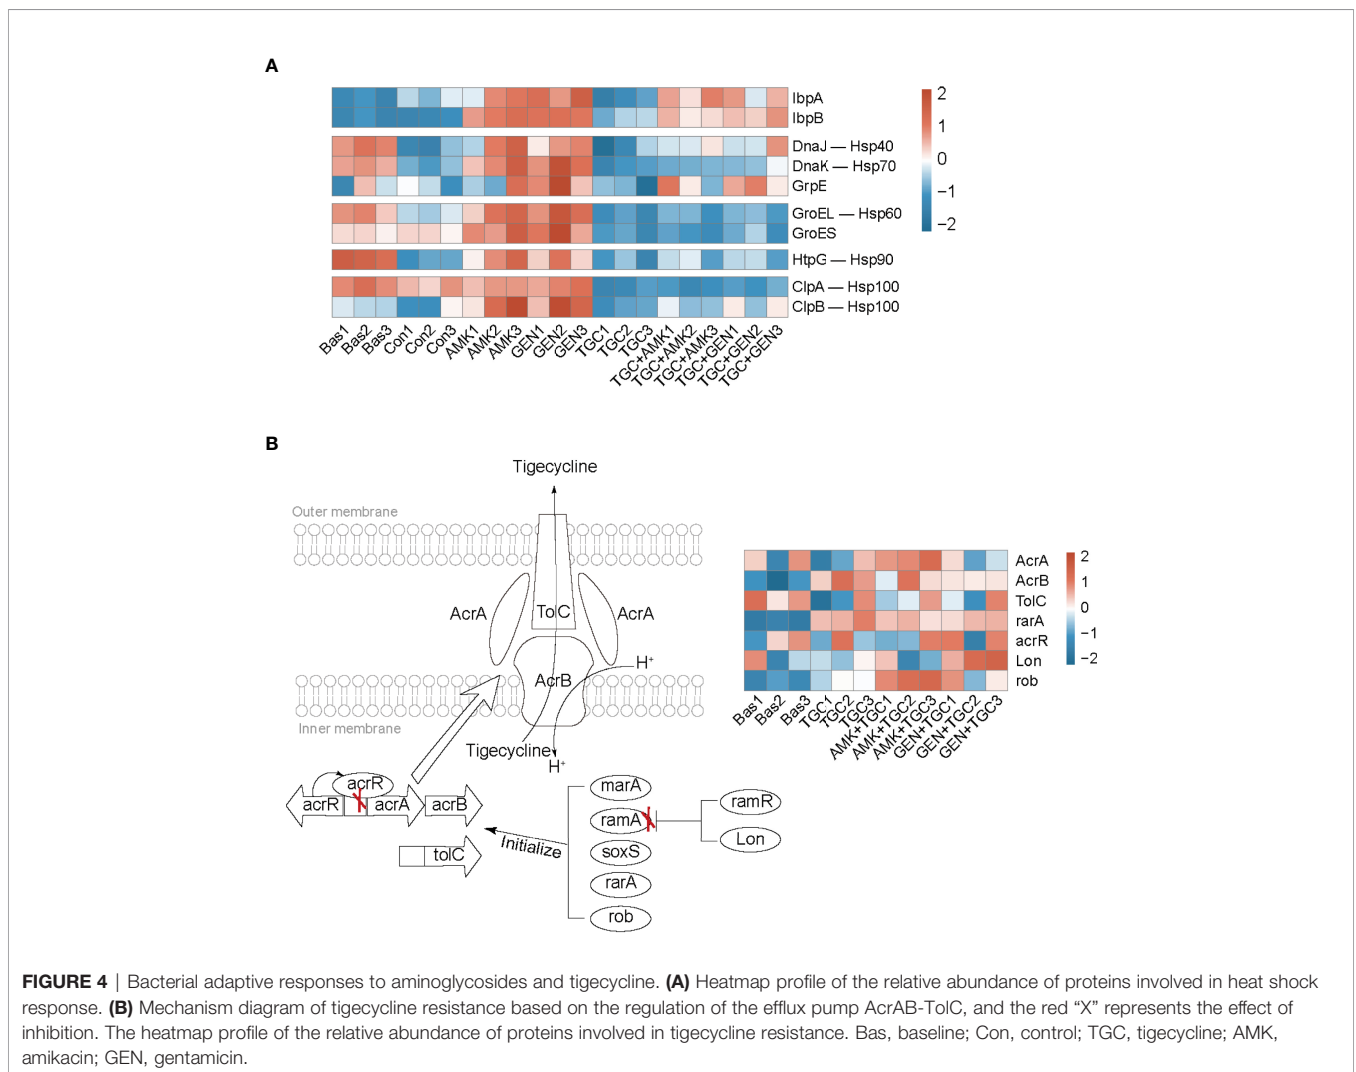 A
IbpA
IbpB
DnaJ — Hsp40
DnaK — Hsp70
GrpE
GroEL — Hsp60
GroES
HtpG — Hsp90
ClpA — Hsp100
ClpB — Hsp100
2
1
0
−1
−2
Bas1
Bas2
Bas3
Con1
Con2
Con3
AMK1
AMK2
AMK3
GEN1
GEN2
GEN3
TGC1
TGC2
TGC3
TGC+AMK1
TGC+AMK2
TGC+AMK3
TGC+GEN1
TGC+GEN2
TGC+GEN3
B
Tigecycline
Outer membrane
AcrA
TolC
AcrA
AcrB
H+
Inner membrane
Tigecycline
H+
acrR
acrR
acrA
acrB
tolC
Initialize
marA
ramA
soxS
rarA
rob
ramR
Lon
AcrA
AcrB
TolC
rarA
acrR
Lon
rob
2
1
0
−1
−2
Bas1
Bas2
Bas3
TGC1
TGC2
TGC3
AMK+TGC1
AMK+TGC2
AMK+TGC3
GEN+TGC1
GEN+TGC2
GEN+TGC3
FIGURE 4 | Bacterial adaptive responses to aminoglycosides and tigecycline. (A) Heatmap profile of the relative abundance of proteins involved in heat shock
response. (B) Mechanism diagram of tigecycline resistance based on the regulation of the efflux pump AcrAB-TolC, and the red “X” represents the effect of
inhibition. The heatmap profile of the relative abundance of proteins involved in tigecycline resistance. Bas, baseline; Con, control; TGC, tigecycline; AMK,
amikacin; GEN, gentamicin.